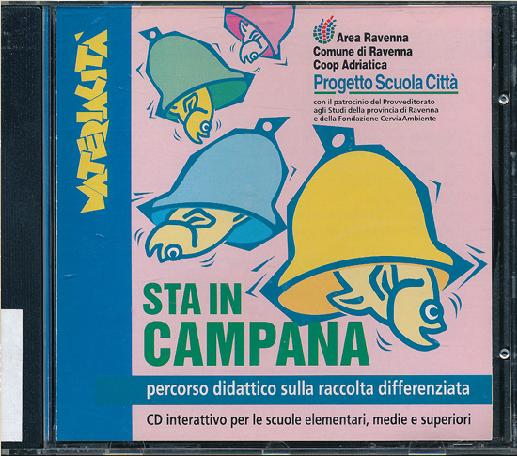 MATERIALITÀ
Area Ravenna
Comune di Ravenna
Coop Adriatica
Progetto Scuola Città
con il patrocinio del Provveditorato
agli Studi della provincia di Ravenna
e della Fondazione CerviaAmbiente
STA IN
CAMPANA
percorso didattico sulla raccolta differenziata
CD interattivo per le scuole elementari, medie e superiori